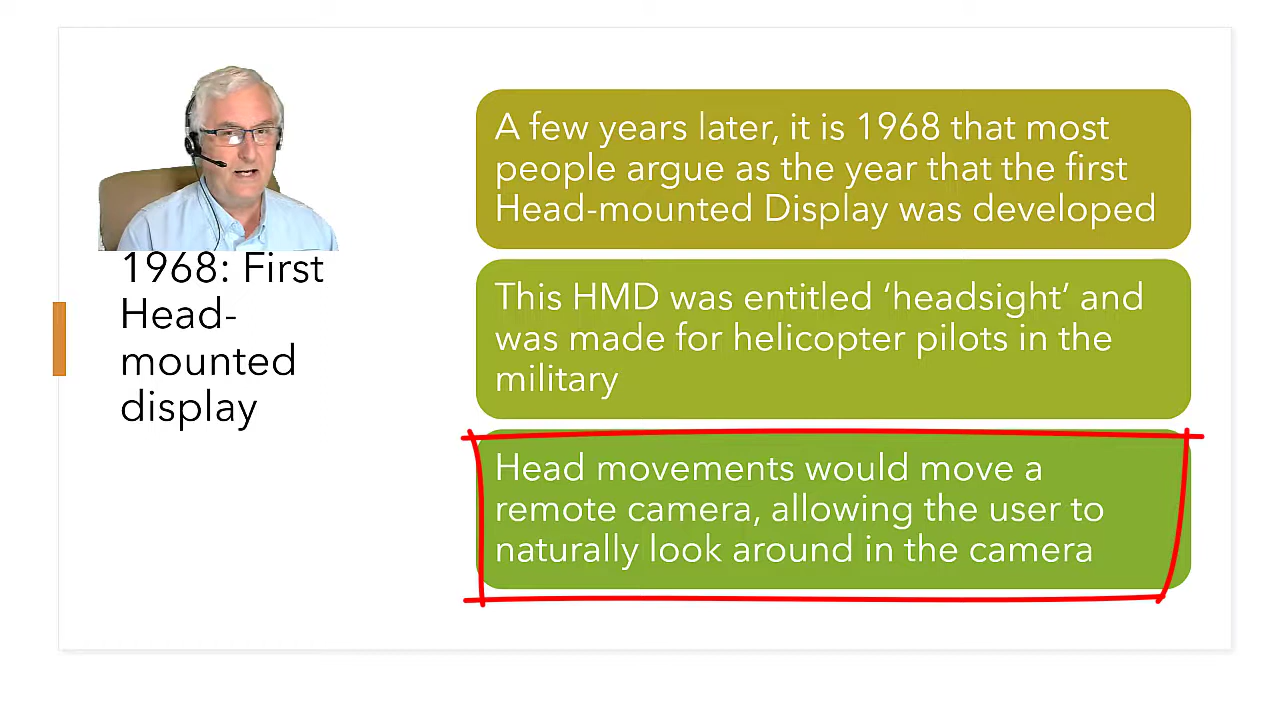 1968: First
Head-
mounted
display
A few years later, it is 1968 that most
people argue as the year that the first
Head-mounted Display was developed
This HMD was entitled ‘headsight’ and
was made for helicopter pilots in the
military
Head movements would move a
remote camera, allowing the user to
naturally look around in the camera